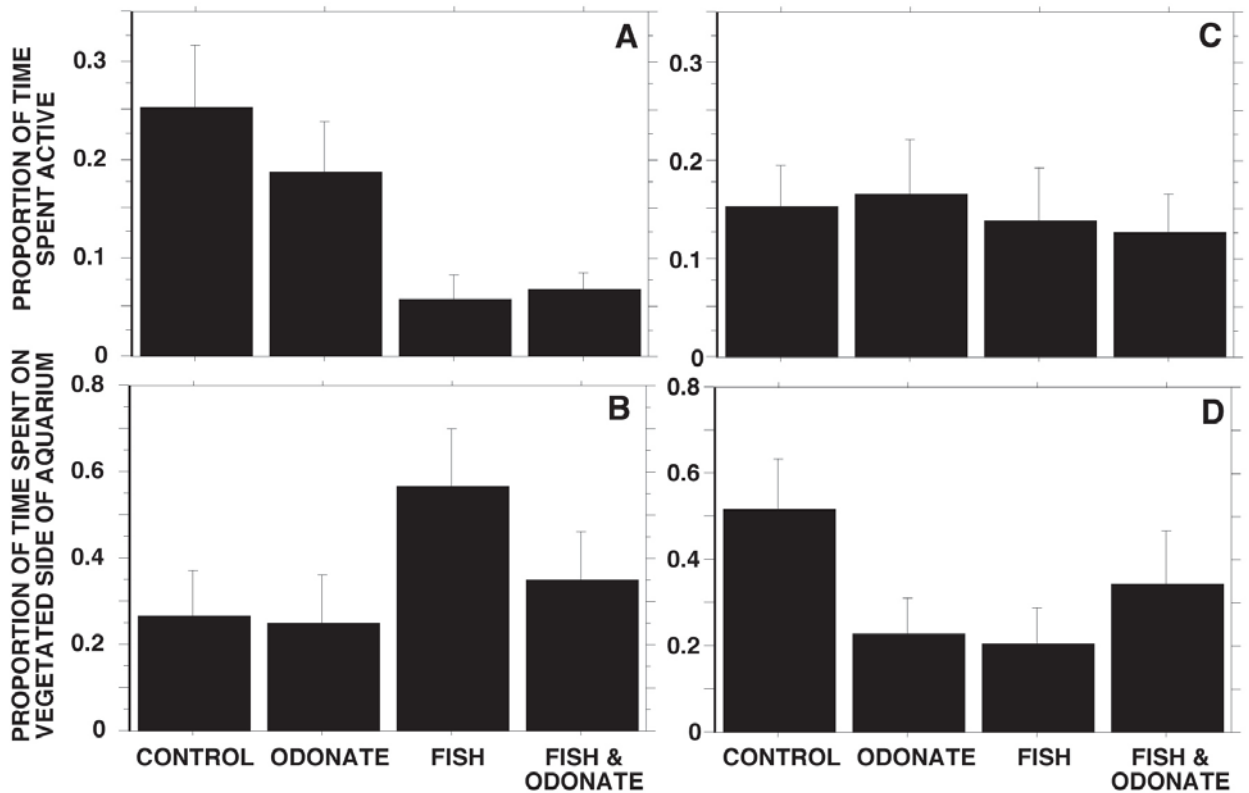 PROPORTION OF TIME
SPENT ACTIVE
0.3
0.2
0.1
0
A
0.3
0.2
0.1
0
C
PROPORTION OF TIME SPENT ON
VEGETATED SIDE OF AQUARIUM
0.8
0.6
0.4
0.2
0
B
CONTROL
ODONATE
FISH
FISH &
ODONATE
0.8
0.6
0.4
0.2
0
D
CONTROL
ODONATE
FISH
FISH &
ODONATE